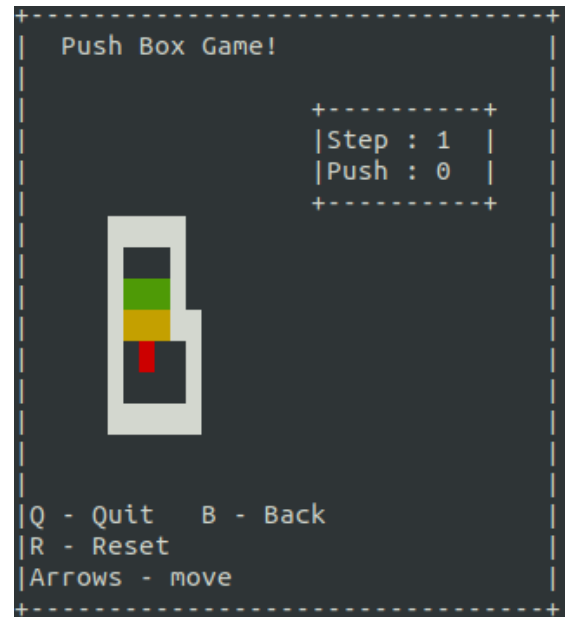 Push Box Game!
Step : 1
Push : 0
Q - Quit B - Back
R - Reset
Arrows - move